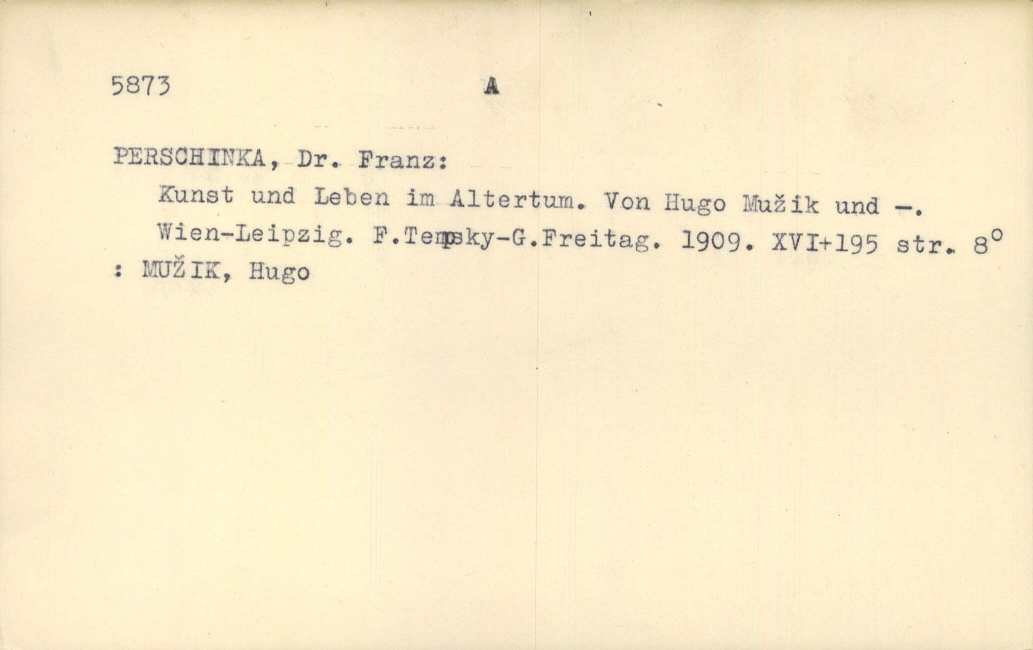 5873 A
PERSCHINKA, Dr. Franz:
Kunst und Leben im Altertum. Von Hugo Mužik und —.
Wien-Leipzig. F.Tempsky-G.Freitag. 1909. XVI+195 str. 8°
: MUŽIK, Hugo